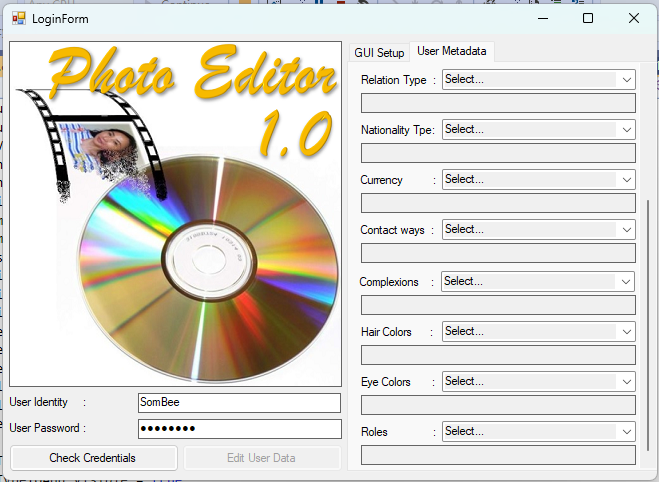 LoginForm
Photo Editor
1.0
GUI Setup
User Metadata
Relation Type :
Select...
Nationality Tpe:
Select...
Currency :
Select...
Contact ways :
Select...
Complexions :
Select...
Hair Colors :
Select...
Eye Colors :
Select...
Roles :
Select...
User Identity :
SomBee
User Password :
●●●●●●●●
Check Credentials
Edit User Data